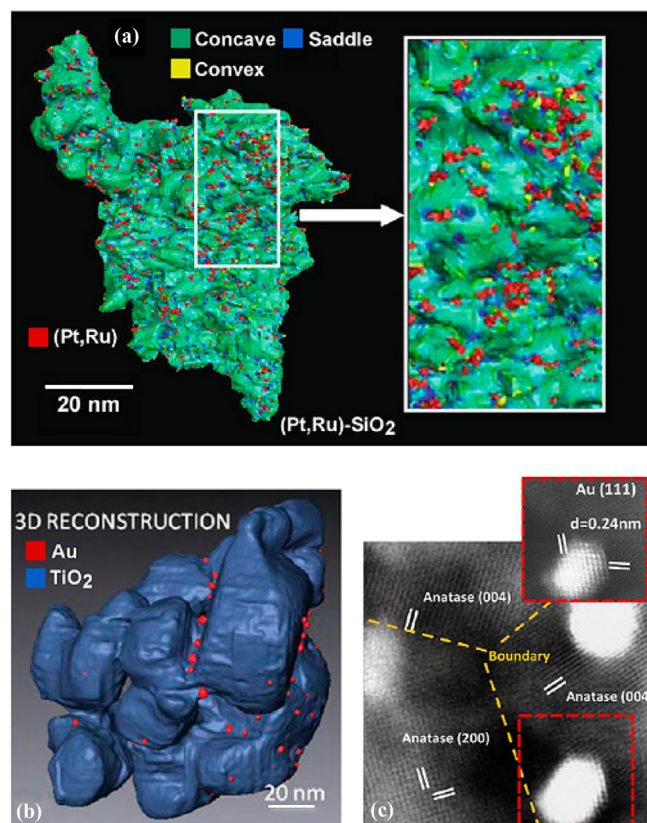 (a)
Concave Saddle
Convex
(Pt,Ru)
20 nm
(Pt,Ru)-SiO₂
3D RECONSTRUCTION
Au
TiO₂
20 nm
(b)
Au (111)
d=0.24nm
Anatase (004)
Boundary
Anatase (004
Anatase (200)
(c)